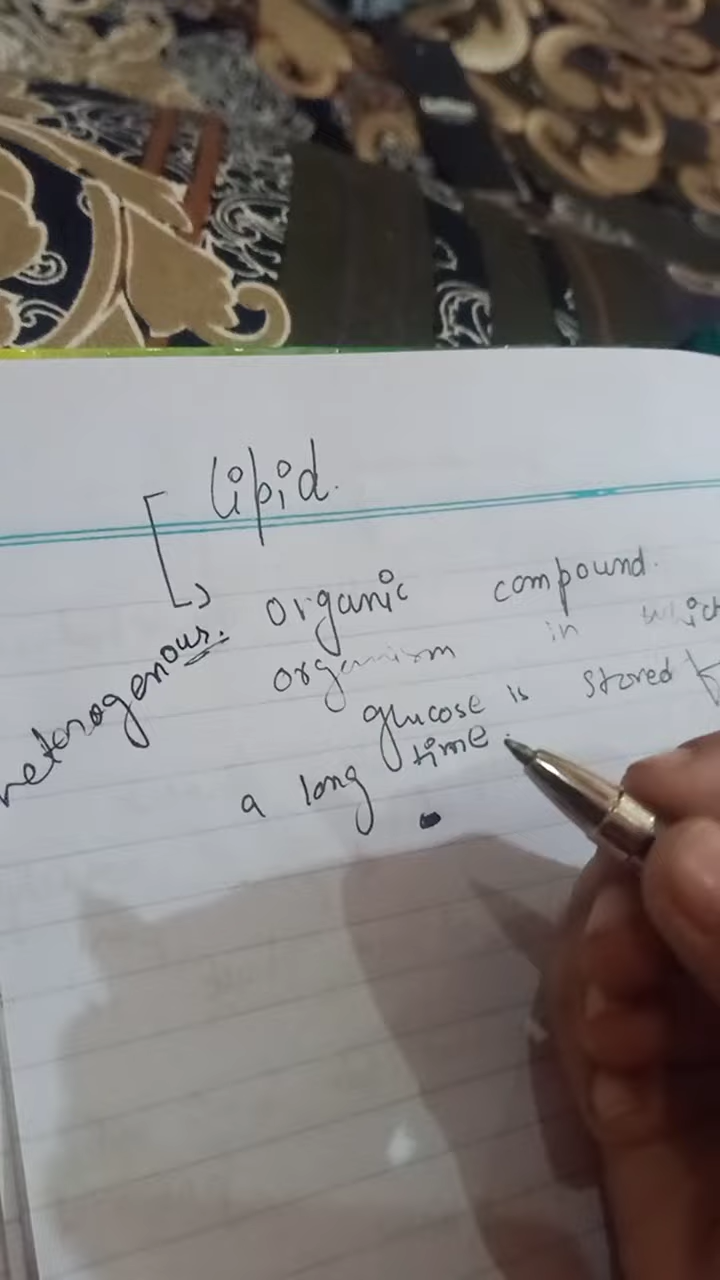 lipid.
heterogenous. organic compound.
organism in which
glucose is stored
a long time.